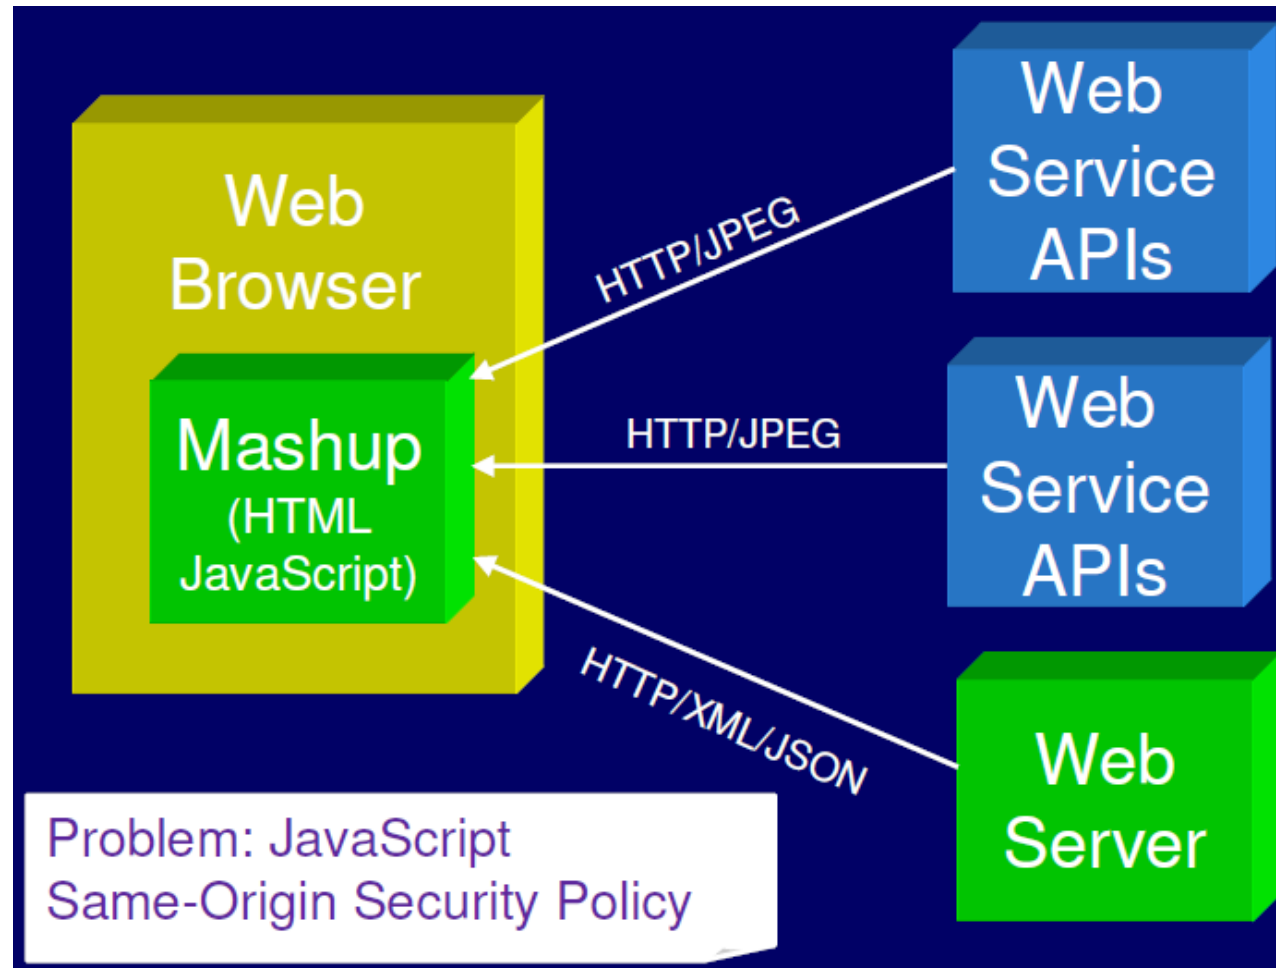 Web
Browser
Mashup
(HTML
JavaScript)
HTTP/JPEG
HTTP/JPEG
HTTP/XML/JSON
Web
Service
APIs
Web
Service
APIs
Web
Server
Problem: JavaScript
Same-Origin Security Policy